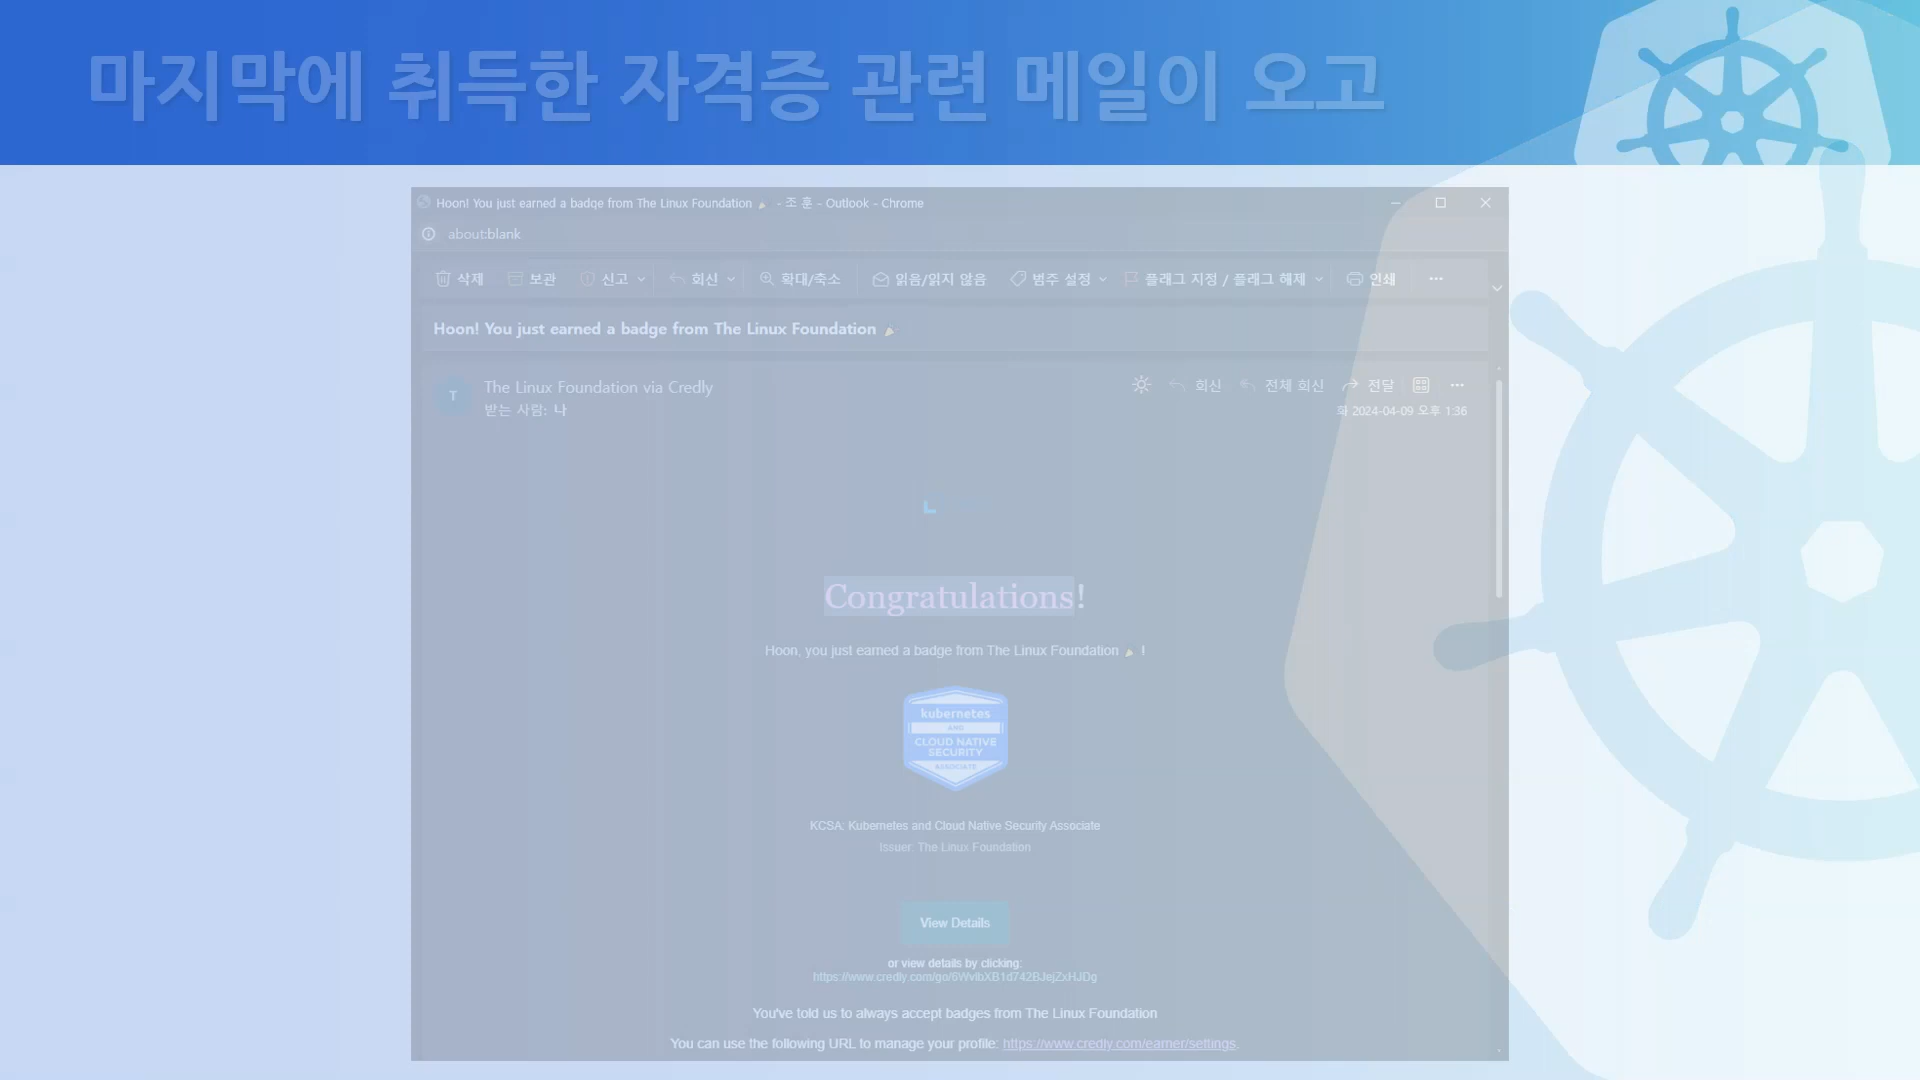 마지막에 취득한 자격증 관련 메일이 오고
Hoon! You just earned a badge from The Linux Foundation - 조 훈 - Outlook - Chrome
about:blank
삭제 보관 신고 회신 확대/축소 읽음/읽지 않음 범주 설정 플래그 지정 / 플래그 해제 인쇄
Hoon! You just earned a badge from The Linux Foundation
T
The Linux Foundation via Credly
회신 전체 회신 전달
받는 사람: 나
화 2024-04-09 오후 1:36
Congratulations!
Hoon, you just earned a badge from The Linux Foundation !
kubernetes
AND
CLOUD NATIVE
SECURITY
ASSOCIATE
KCSA: Kubernetes and Cloud Native Security Associate
Issuer: The Linux Foundation
View Details
or view details by clicking:
You've told us to always accept badges from The Linux Foundation
You can use the following URL to manage your profile: https://www.credly.com/earner/settings.